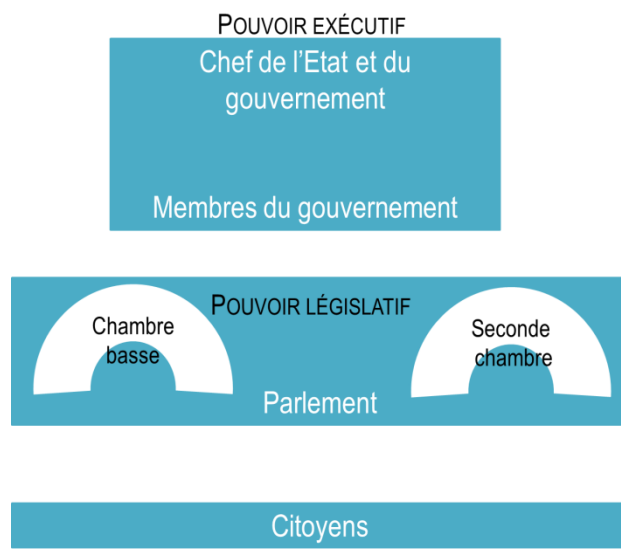 POUVOIR EXÉCUTIF
Chef de l'Etat et du
gouvernement
Membres du gouvernement
POUVOIR LÉGISLATIF
Chambre
basse
Seconde
chambre
Parlement
Citoyens